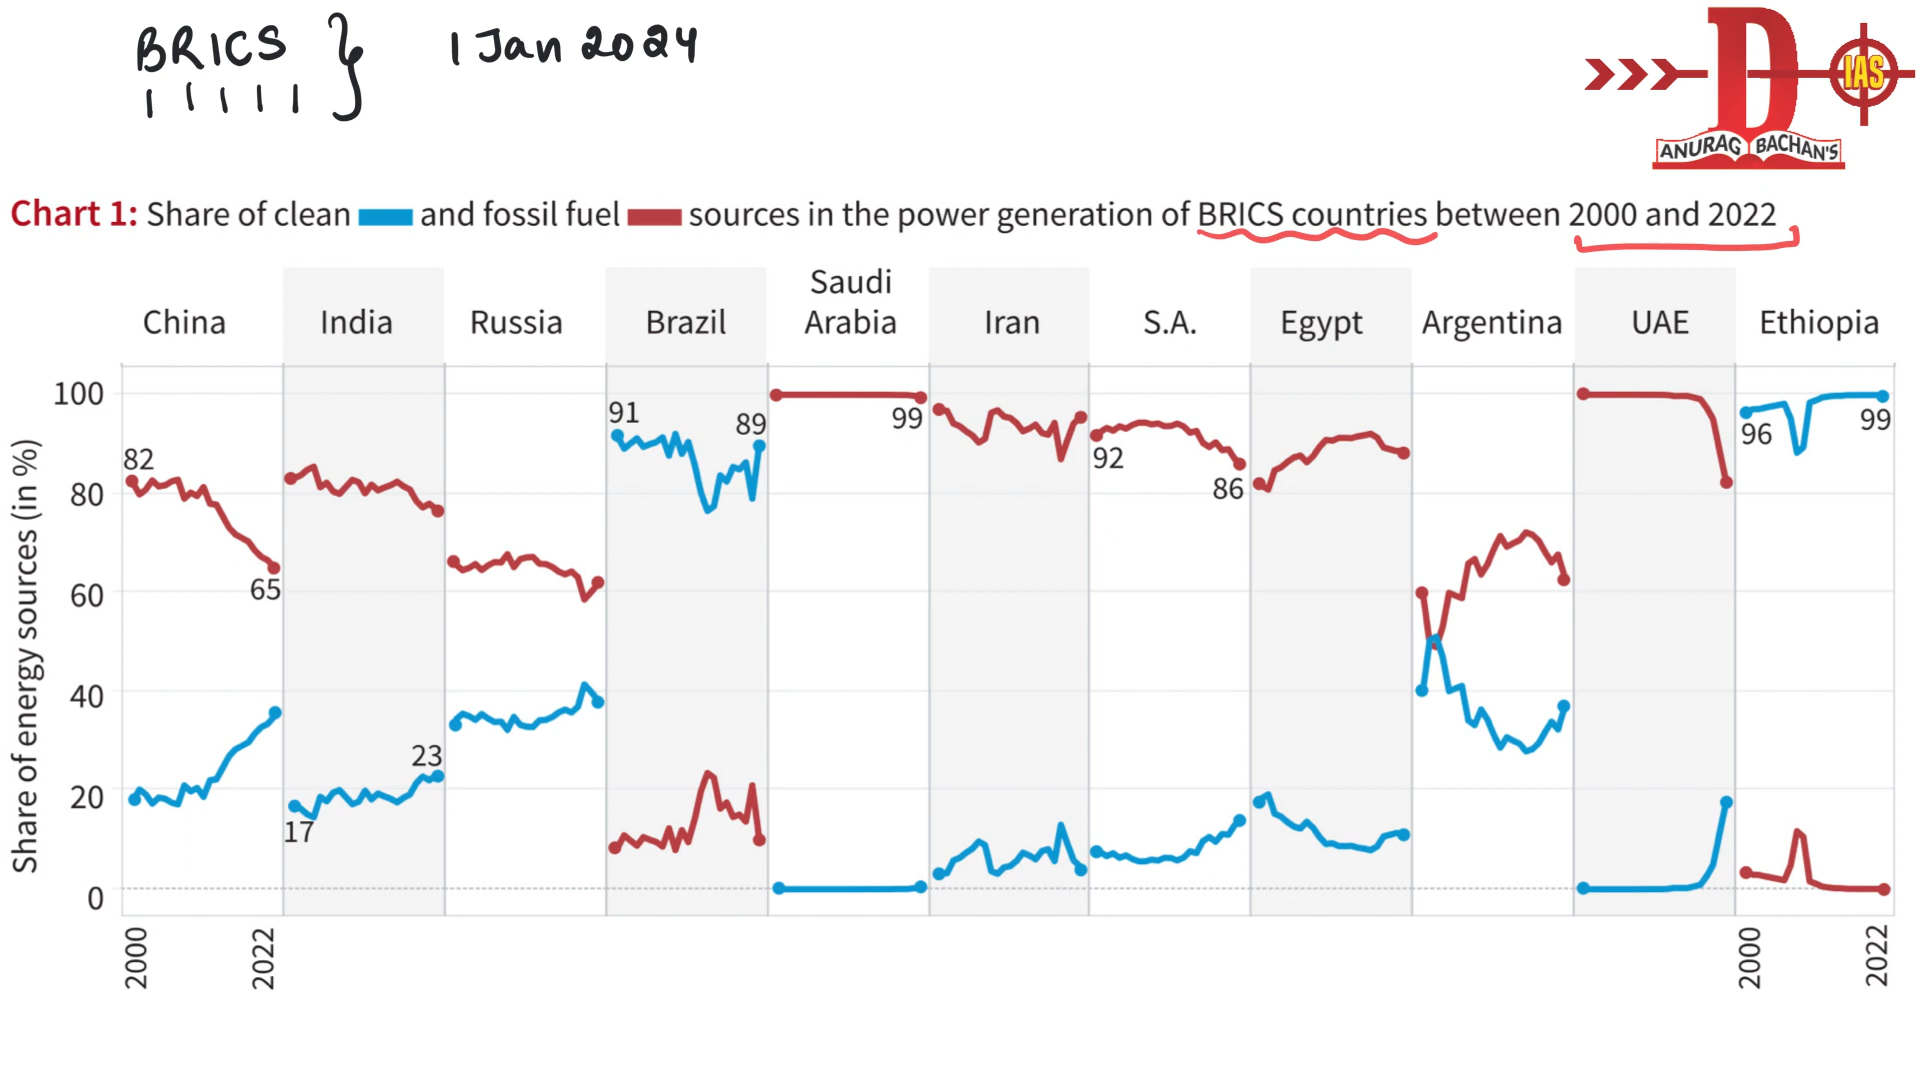 BRICS } 1 Jan 2024
D IAS
ANURAG BACHAN'S
Chart 1: Share of clean and fossil fuel sources in the power generation of BRICS countries between 2000 and 2022
China India Russia Brazil Saudi Arabia Iran S.A. Egypt Argentina UAE Ethiopia
Share of energy sources (in %)
100
80
60
40
20
0
82
65
17
23
91
89
99
92
86
96
99
2000 2022 2000 2022